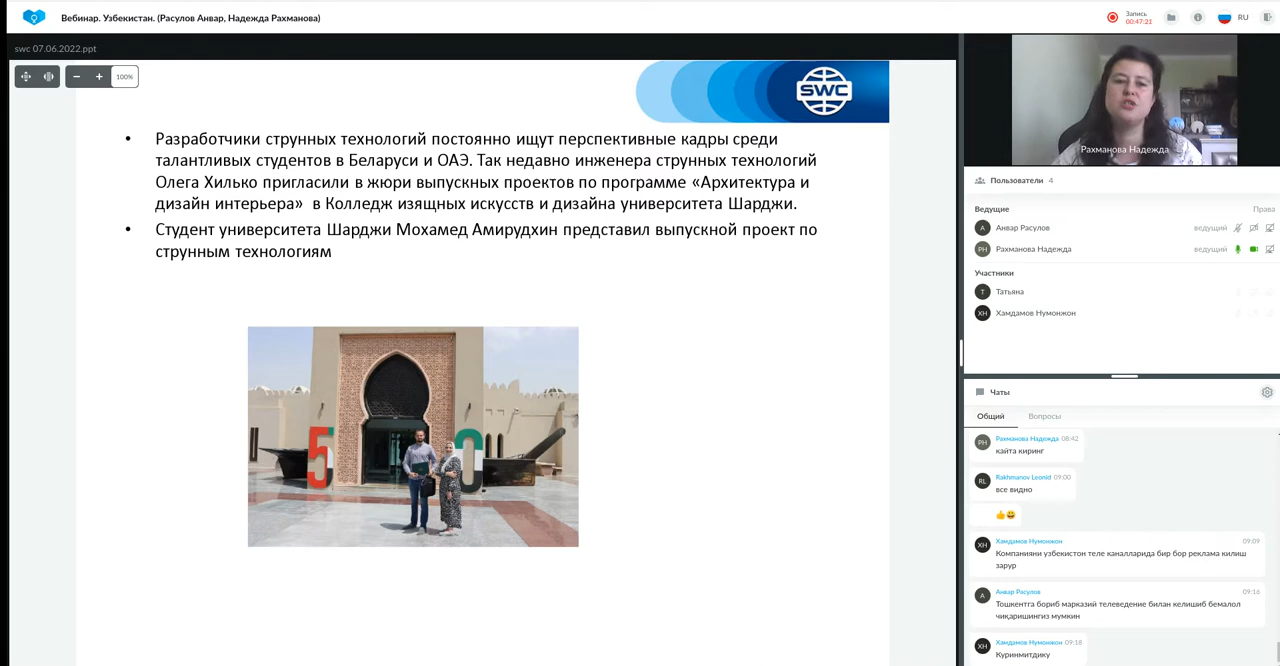 Вебинар. Узбекистан. (Расулов Анвар, Надежда Рахманова)
Запись
00:47:21
RU
swc 07.06.2022.ppt
100%
SWC
Разработчики струнных технологий постоянно ищут перспективные кадры среди
талантливых студентов в Беларуси и ОАЭ. Так недавно инженера струнных технологий
Олега Хилько пригласили в жюри выпускных проектов по программе «Архитектура и
дизайн интерьера»  в Колледж изящных искусств и дизайна университета Шарджи.
Студент университета Шарджи Мохамед Амирудхин представил выпускной проект по
струнным технологиям
5 0
Рахманова Надежда
Пользователи 4
Ведущие Права
А Анвар Расулов ведущий
РН Рахманова Надежда ведущий
Участники
Т Татьяна
ХН Хамдамов Нумонжон
Чаты
Общий Вопросы
РН Рахманова Надежда 08:42
кайта киринг
RL Rakhmanov Leonid 09:00
все видно
👍😃
ХН Хамдамов Нумонжон 09:09
Компанияни узбекистон теле каналларида бир бор реклама килиш
зарур
А Анвар Расулов 09:16
Тошкентга бориб марказий телеведение билан келишиб бемалол
чиқаришингиз мумкин
ХН Хамдамов Нумонжон 09:18
Куринмитдику